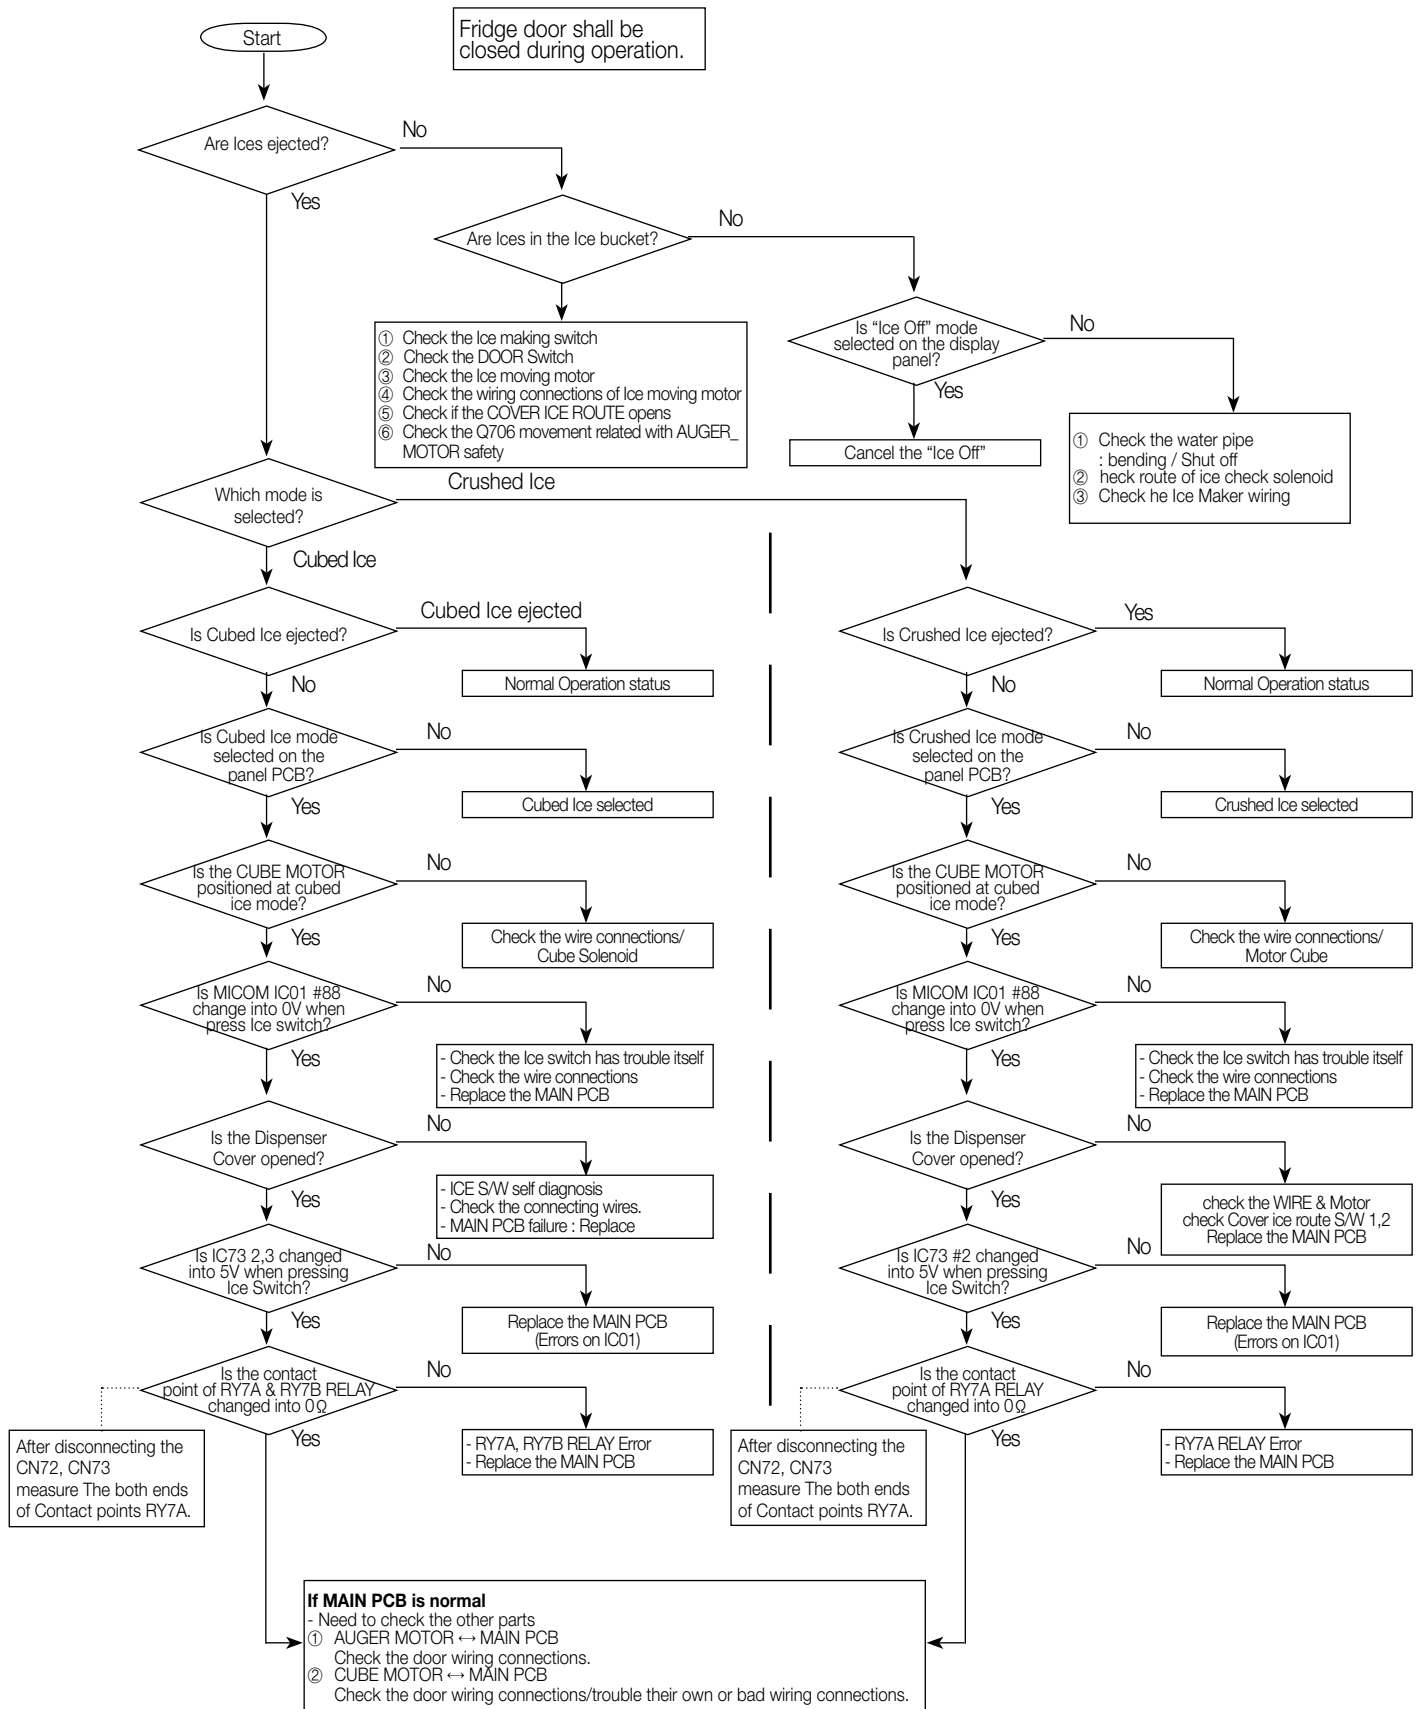 Start
Fridge door shall be
closed during operation.
Are Ices ejected?
No
Yes
Are Ices in the Ice bucket?
No
① Check the Ice making switch
② Check the DOOR Switch
③ Check the Ice moving motor
④ Check the wiring connections of Ice moving motor
⑤ Check if the COVER ICE ROUTE opens
⑥ Check the Q706 movement related with AUGER_
MOTOR safety
Is “Ice Off” mode
selected on the display
panel?
No
Yes
Cancel the “Ice Off”
① Check the water pipe
: bending / Shut off
② heck route of ice check solenoid
③ Check he Ice Maker wiring
Which mode is
selected?
Crushed Ice
Cubed Ice
Is Cubed Ice ejected?
Cubed Ice ejected
Normal Operation status
No
Is Cubed Ice mode
selected on the
panel PCB?
No
Cubed Ice selected
Yes
Is the CUBE MOTOR
positioned at cubed
ice mode?
No
Check the wire connections/
Cube Solenoid
Yes
Is MICOM IC01 #88
change into 0V when
press Ice switch?
No
- Check the Ice switch has trouble itself
- Check the wire connections
- Replace the MAIN PCB
Yes
Is the Dispenser
Cover opened?
No
- ICE S/W self diagnosis
- Check the connecting wires.
- MAIN PCB failure : Replace
Yes
Is IC73 2,3 changed
into 5V when pressing
Ice Switch?
No
Replace the MAIN PCB
(Errors on IC01)
Yes
Is the contact
point of RY7A & RY7B RELAY
changed into 0Ω
No
- RY7A, RY7B RELAY Error
- Replace the MAIN PCB
Yes
After disconnecting the
CN72, CN73
measure The both ends
of Contact points RY7A.
Is Crushed Ice ejected?
Yes
Normal Operation status
No
Is Crushed Ice mode
selected on the
panel PCB?
No
Crushed Ice selected
Yes
Is the CUBE MOTOR
positioned at cubed
ice mode?
No
Check the wire connections/
Motor Cube
Yes
Is MICOM IC01 #88
change into 0V when
press Ice switch?
No
- Check the Ice switch has trouble itself
- Check the wire connections
- Replace the MAIN PCB
Yes
Is the Dispenser
Cover opened?
No
check the WIRE & Motor
check Cover ice route S/W 1,2
Replace the MAIN PCB
Yes
Is IC73 #2 changed
into 5V when pressing
Ice Switch?
No
Replace the MAIN PCB
(Errors on IC01)
Yes
Is the contact
point of RY7A RELAY
changed into 0Ω
No
- RY7A RELAY Error
- Replace the MAIN PCB
Yes
After disconnecting the
CN72, CN73
measure The both ends
of Contact points RY7A.
If MAIN PCB is normal
- Need to check the other parts
① AUGER MOTOR ↔ MAIN PCB
Check the door wiring connections.
② CUBE MOTOR ↔ MAIN PCB
Check the door wiring connections/trouble their own or bad wiring connections.